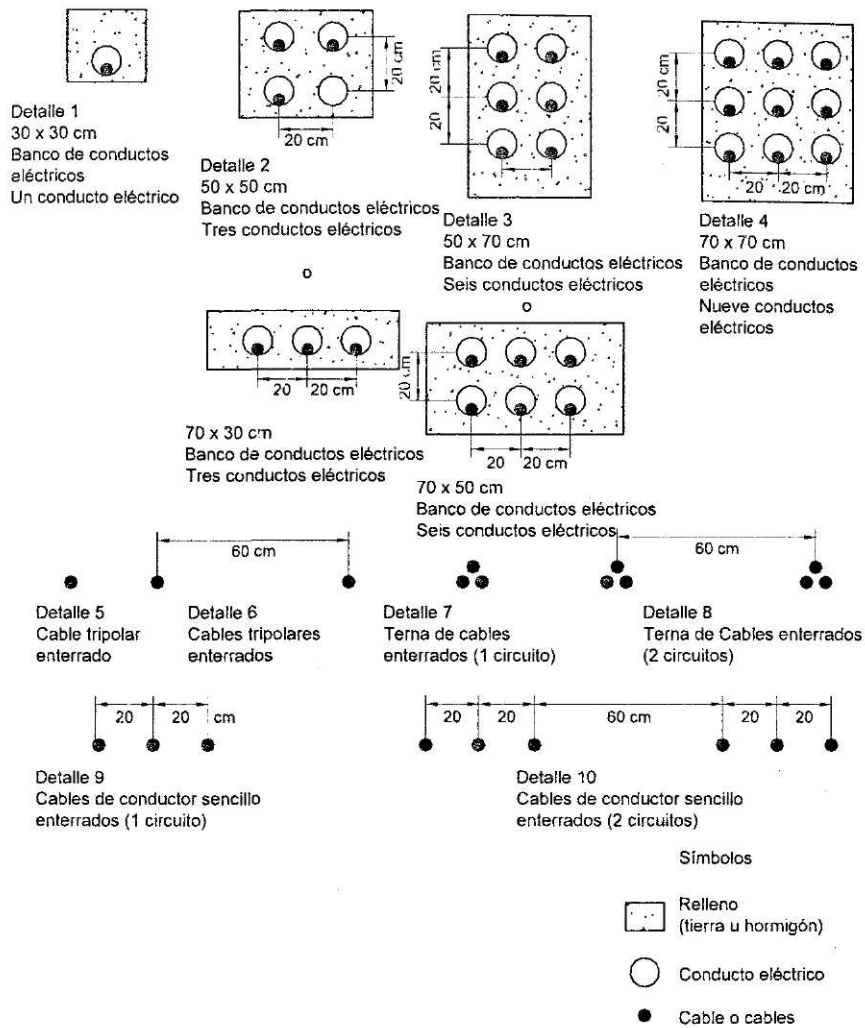 20 cm
20 cm
Detalle 1
30 x 30 cm
Banco de conductos
eléctricos
Un conducto eléctrico
Detalle 2
50 x 50 cm
Banco de conductos eléctricos
Tres conductos eléctricos
o
20 cm
20
Detalle 3
50 x 70 cm
Banco de conductos eléctricos
Seis conductos eléctricos
o
20 cm
20
20
20 cm
Detalle 4
70 x 70 cm
Banco de conductos
eléctricos
Nueve conductos
eléctricos
20
20 cm
70 x 30 cm
Banco de conductos eléctricos
Tres conductos eléctricos
20 cm
20
20 cm
70 x 50 cm
Banco de conductos eléctricos
Seis conductos eléctricos
60 cm
60 cm
Detalle 5
Cable tripolar
enterrado
Detalle 6
Cables tripolares
enterrados
Detalle 7
Terna de cables
enterrados (1 circuito)
Detalle 8
Terna de Cables enterrados
(2 circuitos)
20
20
cm
20
20
60 cm
20
20
Detalle 9
Cables de conductor sencillo
enterrados (1 circuito)
Detalle 10
Cables de conductor sencillo
enterrados (2 circuitos)
Símbolos
Relleno
(tierra u hormigón)
Conducto eléctrico
Cable o cables